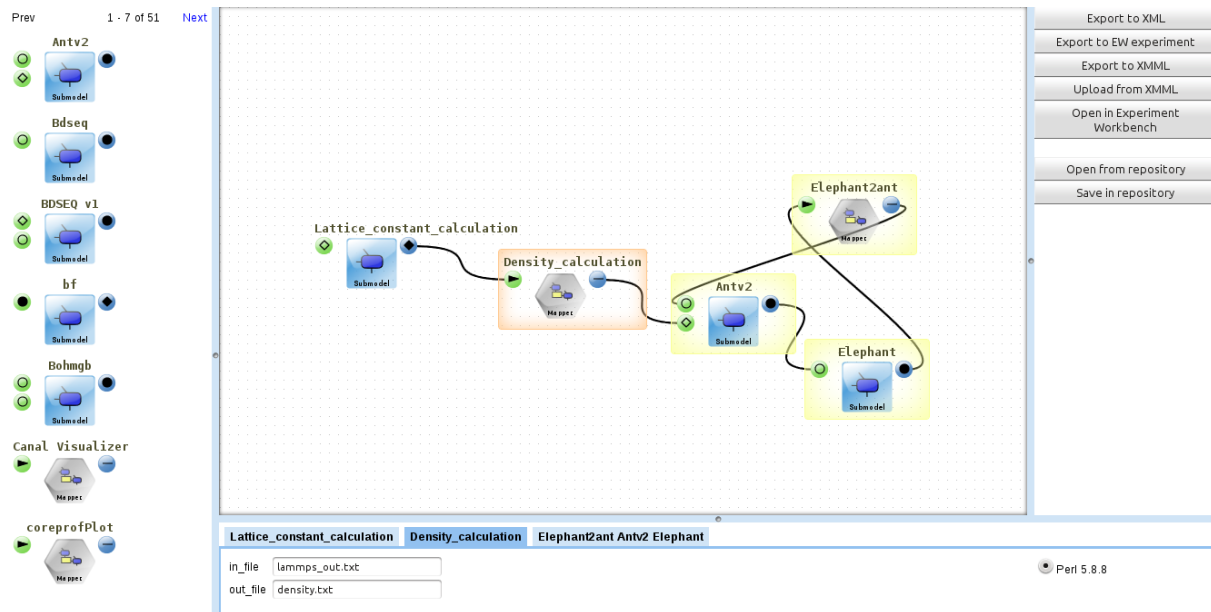 Prev 1 - 7 of 51 Next
Antv2
Submodel
Bdseq
Submodel
BDSEQ v1
Submodel
bf
Submodel
Bohmgb
Submodel
Canal Visualizer
Mapper
coreprofPlot
Mapper
Lattice_constant_calculation
Submodel
Density_calculation
Mapper
Elephant2ant
Mapper
Antv2
Submodel
Elephant
Submodel
Export to XML
Export to EW experiment
Export to XMML
Upload from XMML
Open in Experiment
Workbench
Open from repository
Save in repository
Lattice_constant_calculation Density_calculation Elephant2ant Antv2 Elephant
in_file lammps_out.txt
out_file density.txt
Perl 5.8.8